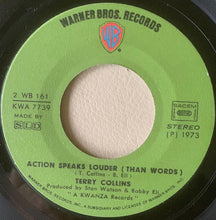 WARNER BROS. RECORDS
WB
2 WB 161
KWA 7739
MADE BY
SACEM
STEREO
(P) 1973
ACTION SPEAKS LOUDER (THAN WORDS)
(T. Collins - B. Eli)
TERRY COLLINS
Produced by Stan Watson & Bobby Eli
"A KWANZA Records"